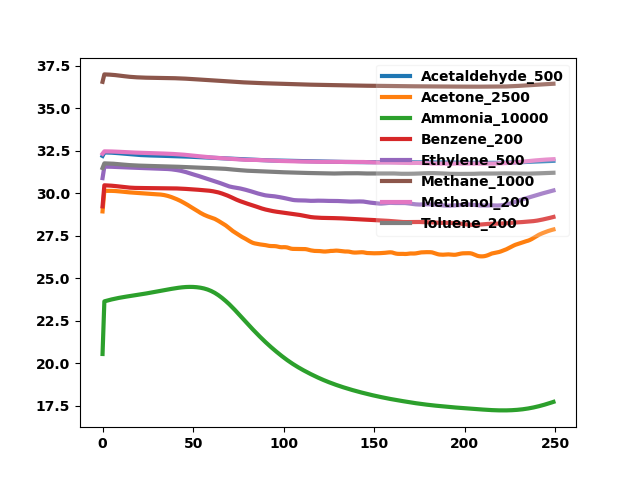 37.5
35.0
32.5
30.0
27.5
25.0
22.5
20.0
17.5
0 50 100 150 200 250
Acetaldehyde_500
Acetone_2500
Ammonia_10000
Benzene_200
Ethylene_500
Methane_1000
Methanol_200
Toluene_200